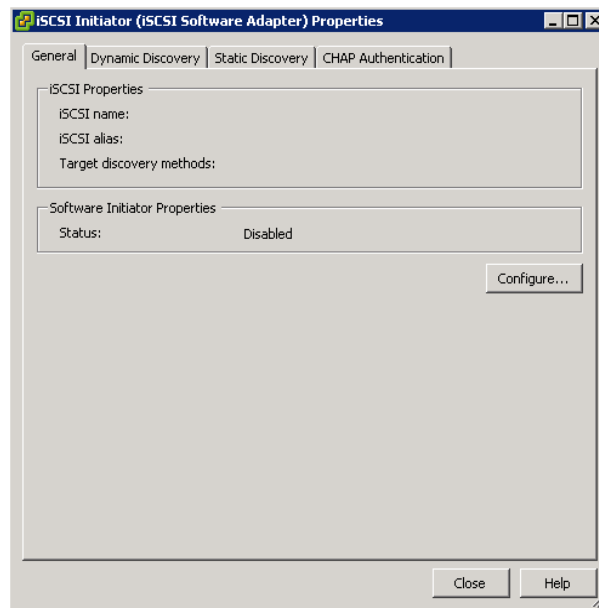 iSCSI Initiator (iSCSI Software Adapter) Properties
General Dynamic Discovery Static Discovery CHAP Authentication
iSCSI Properties
iSCSI name:
iSCSI alias:
Target discovery methods:
Software Initiator Properties
Status: Disabled
Configure...
Close Help